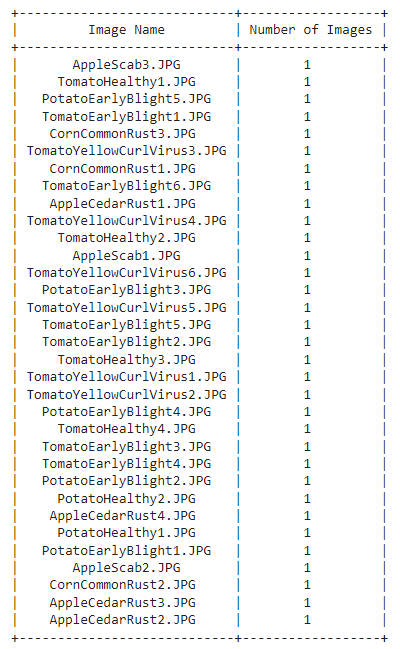 +---------------------------+------------------+
| Image Name | Number of Images |
+---------------------------+------------------+
| AppleScab3.JPG | 1 |
| TomatoHealthy1.JPG | 1 |
| PotatoEarlyBlight5.JPG | 1 |
| TomatoEarlyBlight1.JPG | 1 |
| CornCommonRust3.JPG | 1 |
| TomatoYellowCurlVirus3.JPG | 1 |
| CornCommonRust1.JPG | 1 |
| TomatoEarlyBlight6.JPG | 1 |
| AppleCedarRust1.JPG | 1 |
| TomatoYellowCurlVirus4.JPG | 1 |
| TomatoHealthy2.JPG | 1 |
| AppleScab1.JPG | 1 |
| TomatoYellowCurlVirus6.JPG | 1 |
| PotatoEarlyBlight3.JPG | 1 |
| TomatoYellowCurlVirus5.JPG | 1 |
| TomatoEarlyBlight5.JPG | 1 |
| TomatoEarlyBlight2.JPG | 1 |
| TomatoHealthy3.JPG | 1 |
| TomatoYellowCurlVirus1.JPG | 1 |
| TomatoYellowCurlVirus2.JPG | 1 |
| PotatoEarlyBlight4.JPG | 1 |
| TomatoHealthy4.JPG | 1 |
| TomatoEarlyBlight3.JPG | 1 |
| TomatoEarlyBlight4.JPG | 1 |
| PotatoEarlyBlight2.JPG | 1 |
| PotatoHealthy2.JPG | 1 |
| AppleCedarRust4.JPG | 1 |
| PotatoHealthy1.JPG | 1 |
| PotatoEarlyBlight1.JPG | 1 |
| AppleScab2.JPG | 1 |
| CornCommonRust2.JPG | 1 |
| AppleCedarRust3.JPG | 1 |
| AppleCedarRust2.JPG | 1 |
+---------------------------+------------------+